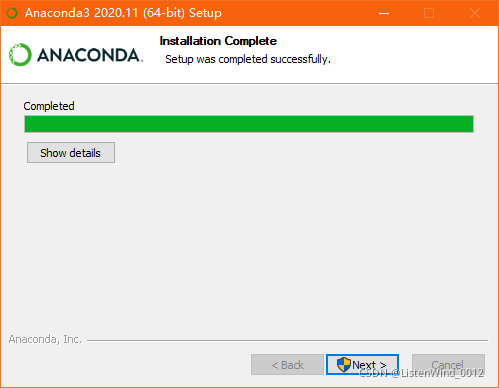 Anaconda3 2020.11 (64-bit) Setup
ANACONDA.
Installation Complete
Setup was completed successfully.
Completed
Show details
Anaconda, Inc.
< Back
Next >
Cancel
CSDN @ListenWind_0012